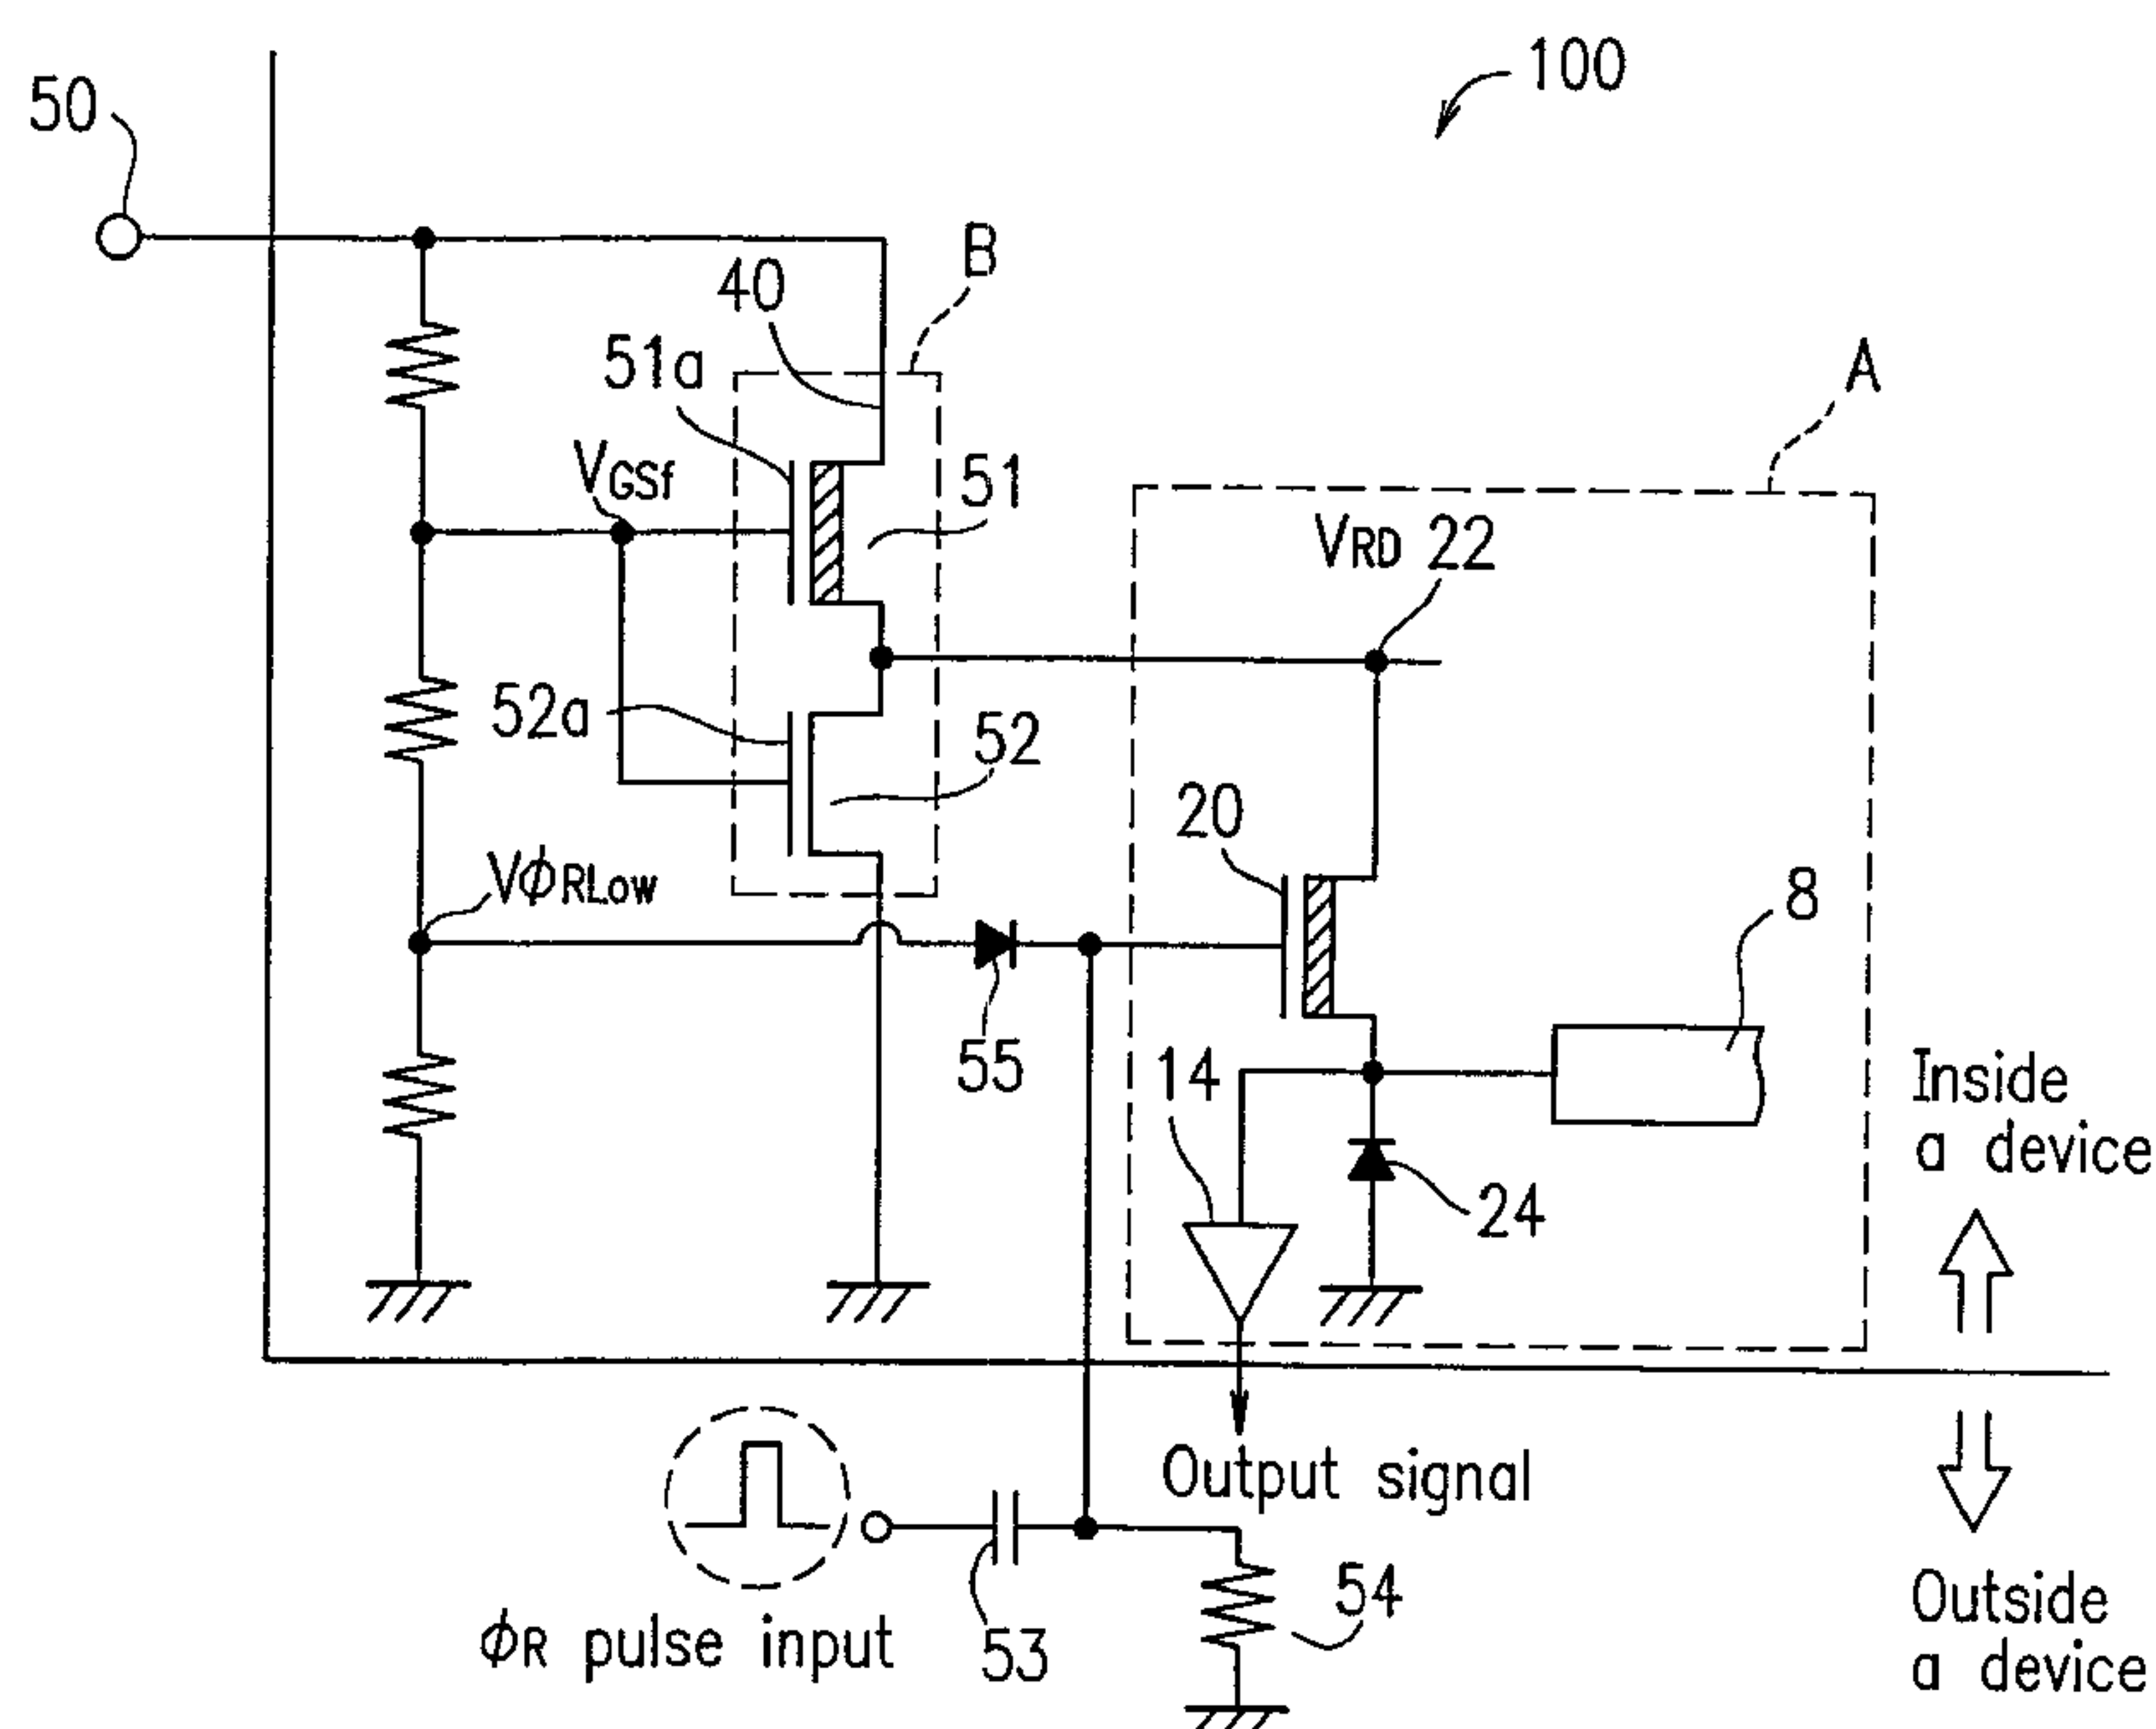 100
50
B
40
A
51a
VGSf
51
VRD 22
52a
52
20
VϕRLow
8
55
14
Inside
a device
24
Output signal
ϕR pulse input
53
54
Outside
a device